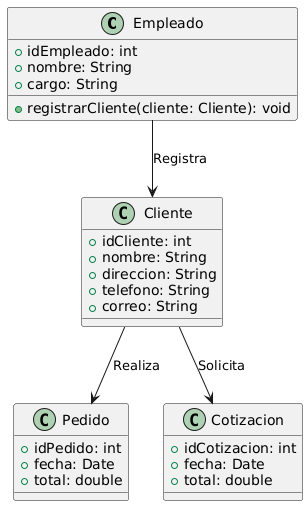 C Empleado
idEmpleado: int
nombre: String
cargo: String
registrarCliente(cliente: Cliente): void
Registra
C Cliente
idCliente: int
nombre: String
direccion: String
telefono: String
correo: String
Realiza
Solicita
C Pedido
idPedido: int
fecha: Date
total: double
C Cotizacion
idCotizacion: int
fecha: Date
total: double